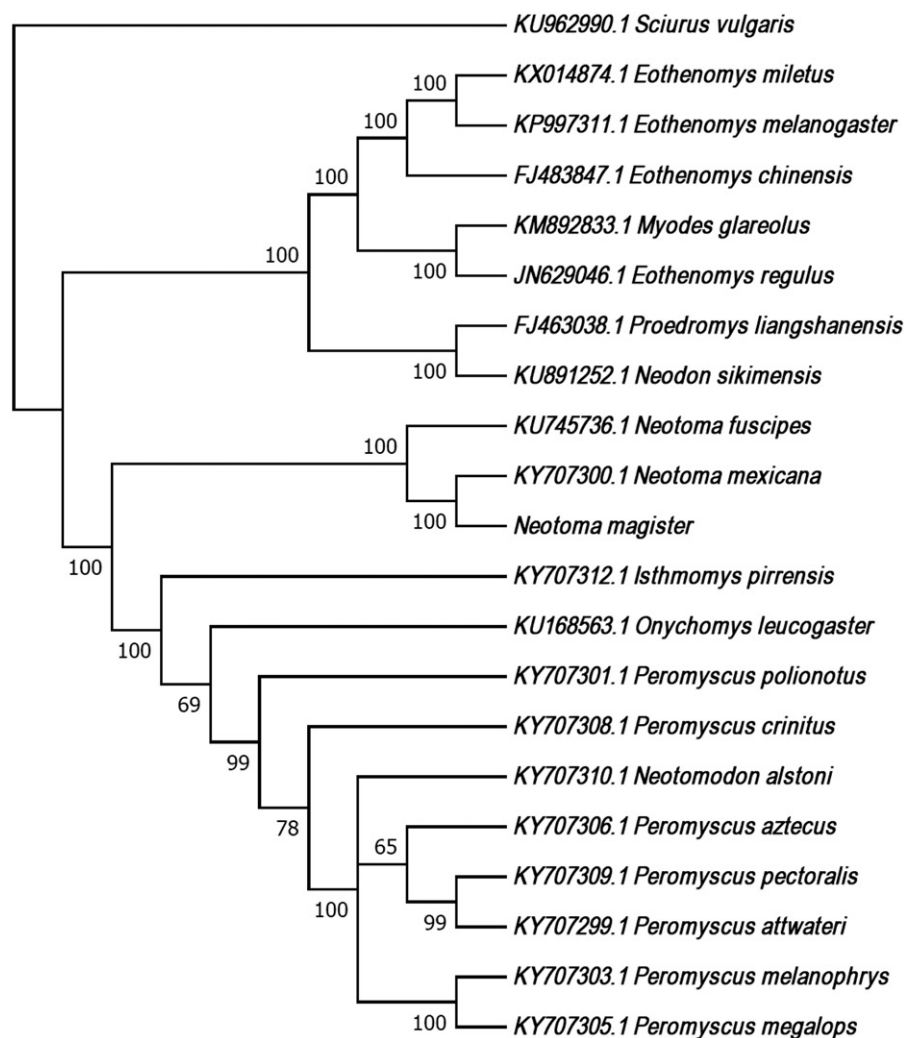 KU962990.1 Sciurus vulgaris
100
KX014874.1 Eothenomys miletus
100
KP997311.1 Eothenomys melanogaster
100
FJ483847.1 Eothenomys chinensis
KM892833.1 Myodes glareolus
100
100
JN629046.1 Eothenomys regulus
FJ463038.1 Proedromys liangshanensis
100
KU891252.1 Neodon sikimensis
KU745736.1 Neotoma fuscipes
100
KY707300.1 Neotoma mexicana
100
Neotoma magister
100
KY707312.1 Isthmomys pirrensis
KU168563.1 Onychomys leucogaster
100
KY707301.1 Peromyscus polionotus
69
KY707308.1 Peromyscus crinitus
99
KY707310.1 Neotomodon alstoni
78
KY707306.1 Peromyscus aztecus
65
KY707309.1 Peromyscus pectoralis
100
99
KY707299.1 Peromyscus attwateri
KY707303.1 Peromyscus melanophrys
100
KY707305.1 Peromyscus megalops